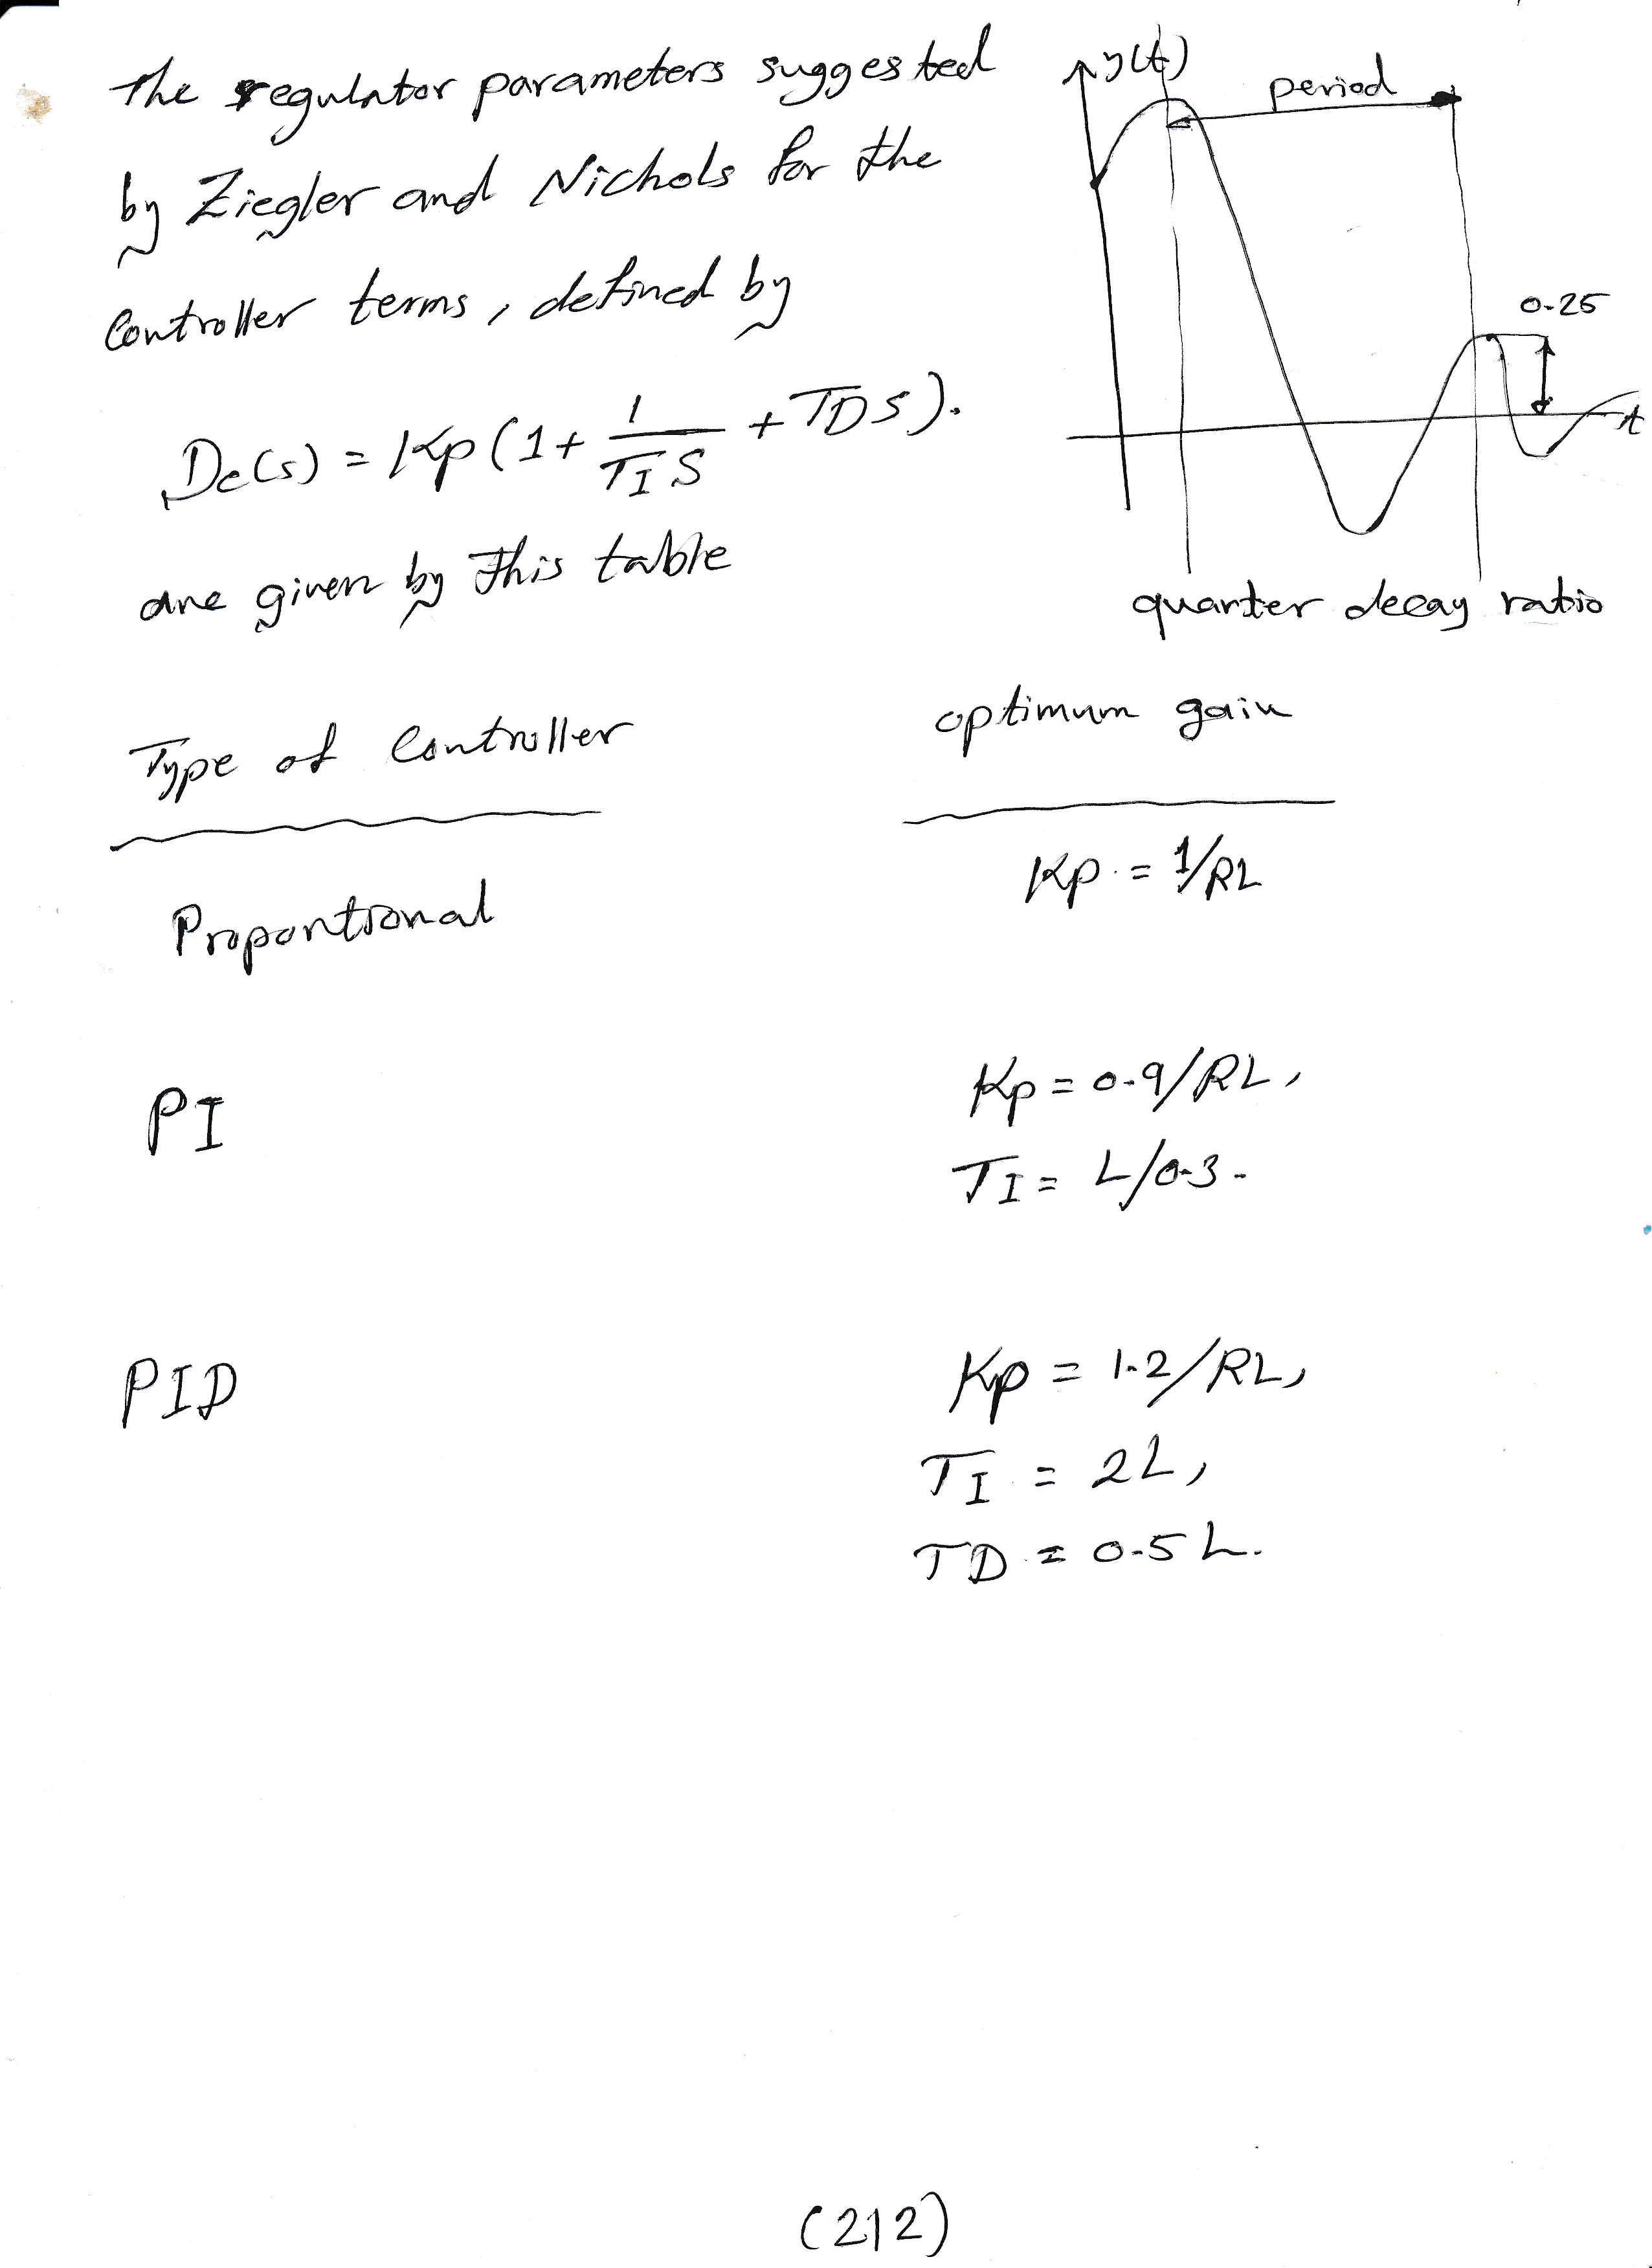 The regulator parameters suggested
by Ziegler and Nichols for the
Controller terms, defined by
Dc(s) = Kp (1 + 1/TIS + TDS).
are given by this table
y(t)
period
0.25
t
quarter decay ratio
Type of Controller
optimum gain
Proportional
Kp = 1/RL
PI
Kp = 0.9/RL,
TI = L/0.3.
PID
Kp = 1.2/RL,
TI = 2L,
TD = 0.5L.
(212)